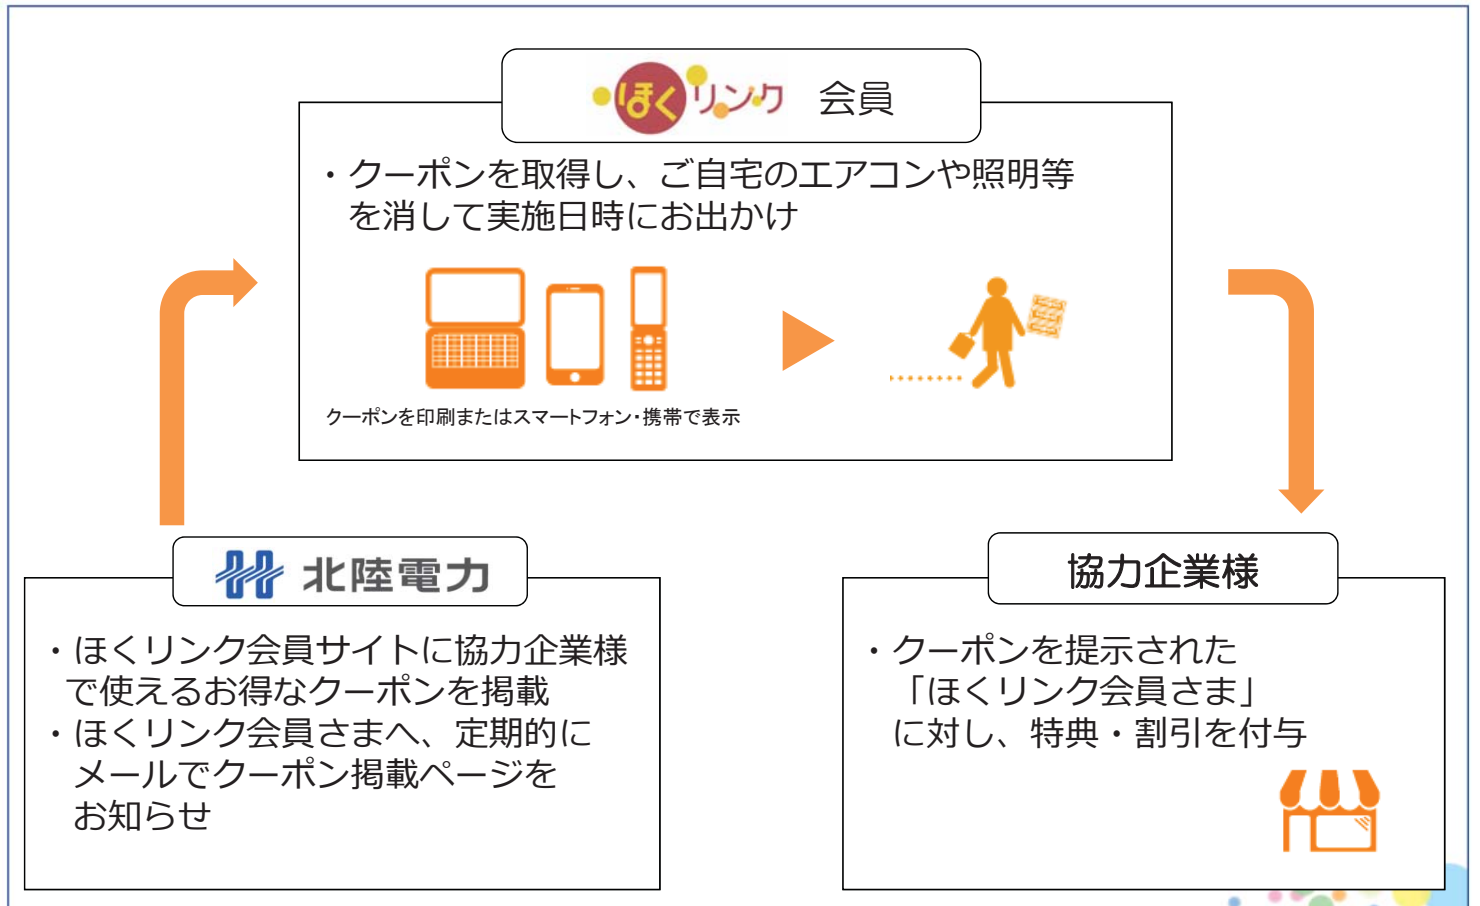 ほくリンク 会員
・クーポンを取得し、ご自宅のエアコンや照明等
を消して実施日時にお出かけ
クーポンを印刷またはスマートフォン・携帯で表示
北陸電力
・ほくリンク会員サイトに協力企業様
で使えるお得なクーポンを掲載
・ほくリンク会員さまへ、定期的に
メールでクーポン掲載ページを
お知らせ
協力企業様
・クーポンを提示された
「ほくリンク会員さま」
に対し、特典・割引を付与